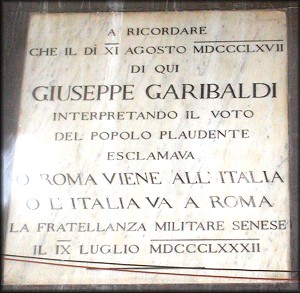 A RICORDARE
CHE IL DÌ XI AGOSTO MDCCCLXVII
DI QUI
GIUSEPPE GARIBALDI
INTERPRETANDO IL VOTO
DEL POPOLO PLAUDENTE
ESCLAMAVA
O ROMA VIENE ALL'ITALIA
O L'ITALIA VA A ROMA
LA FRATELLANZA MILITARE SENESE
IL IX LUGLIO MDCCCLXXXII